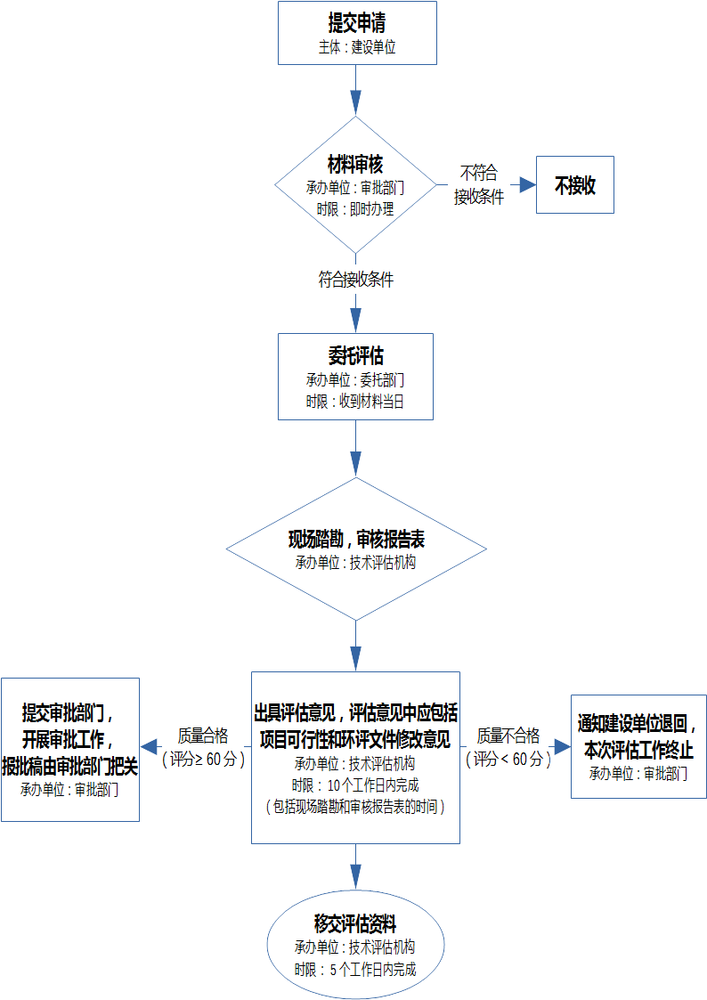 提交申请
主体：建设单位
材料审核
承办单位：审批部门
时限：即时办理
不符合
接收条件
不接收
符合接收条件
委托评估
承办单位：委托部门
时限：收到材料当日
现场踏勘，审核报告表
承办单位：技术评估机构
提交审批部门，
开展审批工作，
报批稿由审批部门把关
承办单位：审批部门
质量合格
（评分≥60分）
出具评估意见，评估意见中应包括
项目可行性和环评文件修改意见
承办单位：技术评估机构
时限：10个工作日内完成
（包括现场踏勘和审核报告表的时间）
质量不合格
（评分＜60分）
通知建设单位退回，
本次评估工作终止
承办单位：审批部门
移交评估资料
承办单位：技术评估机构
时限：5个工作日内完成